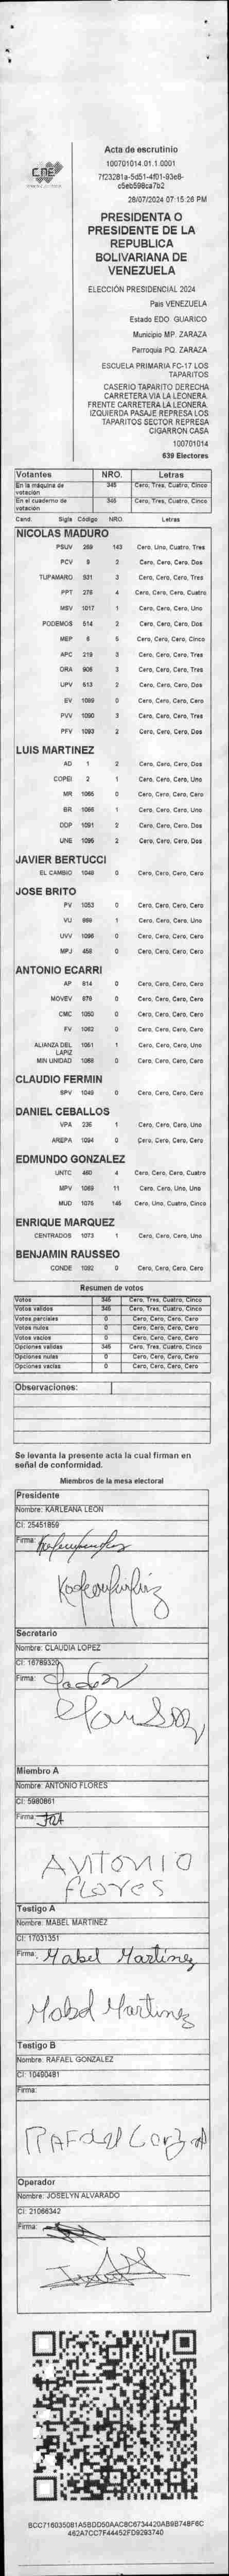 CNE
Acta de escrutinio
100701014.01.1.0001
7f23281a-5d51-4f01-93e8-
c5eb598ca7b2
28/07/2024 07:15:26 PM
PRESIDENTA O
PRESIDENTE DE LA
REPUBLICA
BOLIVARIANA DE
VENEZUELA
ELECCIÓN PRESIDENCIAL 2024
País VENEZUELA
Estado EDO. GUARICO
Municipio MP. ZARAZA
Parroquia PQ. ZARAZA
ESCUELA PRIMARIA FC-17 LOS
TAPARITOS
CASERIO TAPARITO DERECHA
CARRETERA VIA LA LEONERA.
FRENTE CARRETERA LA LEONERA.
IZQUIERDA PASAJE REPRESA LOS
TAPARITOS SECTOR REPRESA
CIGARRON CASA
100701014
639 Electores
Votantes NRO. Letras
En la máquina de votación 345 Cero, Tres, Cuatro, Cinco
En el cuaderno de votación 345 Cero, Tres, Cuatro, Cinco
Cand. Sigla Código NRO. Letras
NICOLAS MADURO
PSUV 269 143 Cero, Uno, Cuatro, Tres
PCV 9 2 Cero, Cero, Cero, Dos
TUPAMARO 531 3 Cero, Cero, Cero, Tres
PPT 276 4 Cero, Cero, Cero, Cuatro
MSV 1017 1 Cero, Cero, Cero, Uno
PODEMOS 514 2 Cero, Cero, Cero, Dos
MEP 6 5 Cero, Cero, Cero, Cinco
APC 219 3 Cero, Cero, Cero, Tres
ORA 906 3 Cero, Cero, Cero, Tres
UPV 613 2 Cero, Cero, Cero, Dos
EV 1089 0 Cero, Cero, Cero, Cero
PVV 1090 3 Cero, Cero, Cero, Tres
PFV 1093 2 Cero, Cero, Cero, Dos
LUIS MARTINEZ
AD 1 2 Cero, Cero, Cero, Dos
COPEI 2 1 Cero, Cero, Cero, Uno
MR 1065 0 Cero, Cero, Cero, Cero
BR 1066 1 Cero, Cero, Cero, Uno
DDP 1091 2 Cero, Cero, Cero, Dos
UNE 1095 2 Cero, Cero, Cero, Dos
JAVIER BERTUCCI
EL CAMBIO 1048 0 Cero, Cero, Cero, Cero
JOSE BRITO
PV 1053 0 Cero, Cero, Cero, Cero
VU 869 1 Cero, Cero, Cero, Uno
UVV 1096 0 Cero, Cero, Cero, Cero
MPJ 458 0 Cero, Cero, Cero, Cero
ANTONIO ECARRI
AP 814 0 Cero, Cero, Cero, Cero
MOVEV 679 0 Cero, Cero, Cero, Cero
CMC 1050 0 Cero, Cero, Cero, Cero
FV 1062 0 Cero, Cero, Cero, Cero
ALIANZA DEL LAPIZ 1051 1 Cero, Cero, Cero, Uno
MIN UNIDAD 1088 0 Cero, Cero, Cero, Cero
CLAUDIO FERMIN
SPV 1049 0 Cero, Cero, Cero, Cero
DANIEL CEBALLOS
VPA 236 1 Cero, Cero, Cero, Uno
AREPA 1094 0 Cero, Cero, Cero, Cero
EDMUNDO GONZALEZ
UNTC 460 4 Cero, Cero, Cero, Cuatro
MPV 1069 11 Cero, Cero, Uno, Uno
MUD 1075 145 Cero, Uno, Cuatro, Cinco
ENRIQUE MARQUEZ
CENTRADOS 1073 1 Cero, Cero, Cero, Uno
BENJAMIN RAUSSEO
CONDE 1092 0 Cero, Cero, Cero, Cero
Resumen de votos
Votos 345 Cero, Tres, Cuatro, Cinco
Votos validos 345 Cero, Tres, Cuatro, Cinco
Votos parciales 0 Cero, Cero, Cero, Cero
Votos nulos 0 Cero, Cero, Cero, Cero
Votos vacios 0 Cero, Cero, Cero, Cero
Opciones validas 345 Cero, Tres, Cuatro, Cinco
Opciones nulas 0 Cero, Cero, Cero, Cero
Opciones vacias 0 Cero, Cero, Cero, Cero
Observaciones:
Se levanta la presente acta la cual firman en
señal de conformidad.
Miembros de la mesa electoral
Presidente
Nombre: KARLEANA LEON
CI: 25451859
Firma:
Secretario
Nombre: CLAUDIA LOPEZ
CI: 16789320
Firma:
Miembro A
Nombre: ANTONIO FLORES
CI: 5980861
Firma:
ANTONIO
Flores
Testigo A
Nombre: MABEL MARTINEZ
CI: 17031351
Firma: Mabel Martinez
Mabel Martinez
Testigo B
Nombre: RAFAEL GONZALEZ
CI: 10490481
Firma:
Operador
Nombre: JOSELYN ALVARADO
CI: 21066342
Firma:
BCC7160350B1A5BDD50AAC8C6734420AB9B748F6C
462A7CC7F44452FD9293740